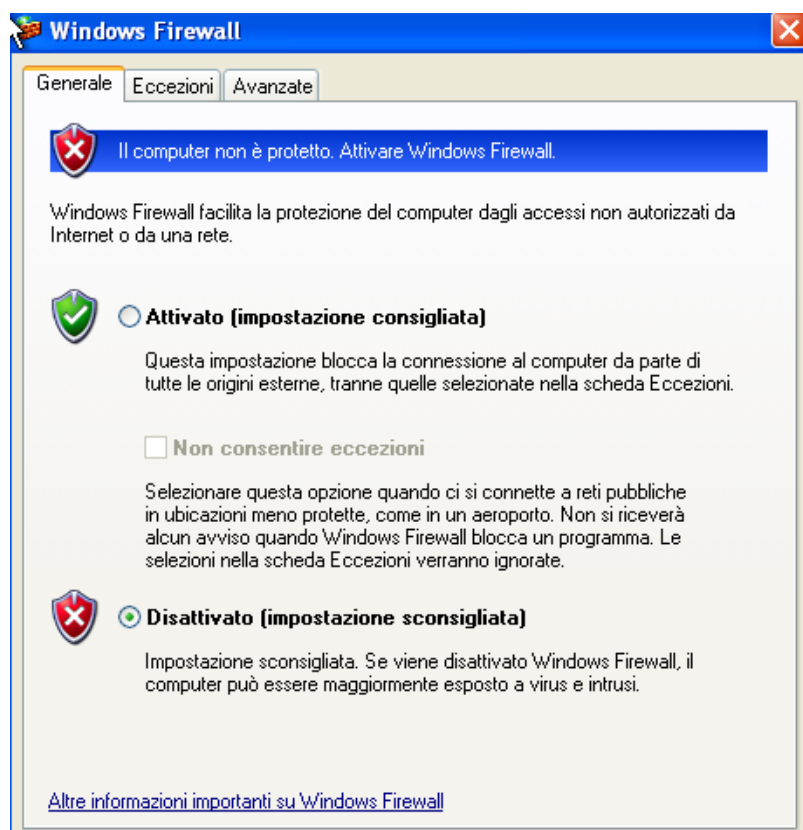 Windows Firewall
Generale Eccezioni Avanzate
Il computer non è protetto. Attivare Windows Firewall.
Windows Firewall facilita la protezione del computer dagli accessi non autorizzati da
Internet o da una rete.
Attivato (impostazione consigliata)
Questa impostazione blocca la connessione al computer da parte di
tutte le origini esterne, tranne quelle selezionate nella scheda Eccezioni.
Non consentire eccezioni
Selezionare questa opzione quando ci si connette a reti pubbliche
in ubicazioni meno protette, come in un aeroporto. Non si riceverà
alcun avviso quando Windows Firewall blocca un programma. Le
selezioni nella scheda Eccezioni verranno ignorate.
Disattivato (impostazione sconsigliata)
Impostazione sconsigliata. Se viene disattivato Windows Firewall, il
computer può essere maggiormente esposto a virus e intrusi.
Altre informazioni importanti su Windows Firewall